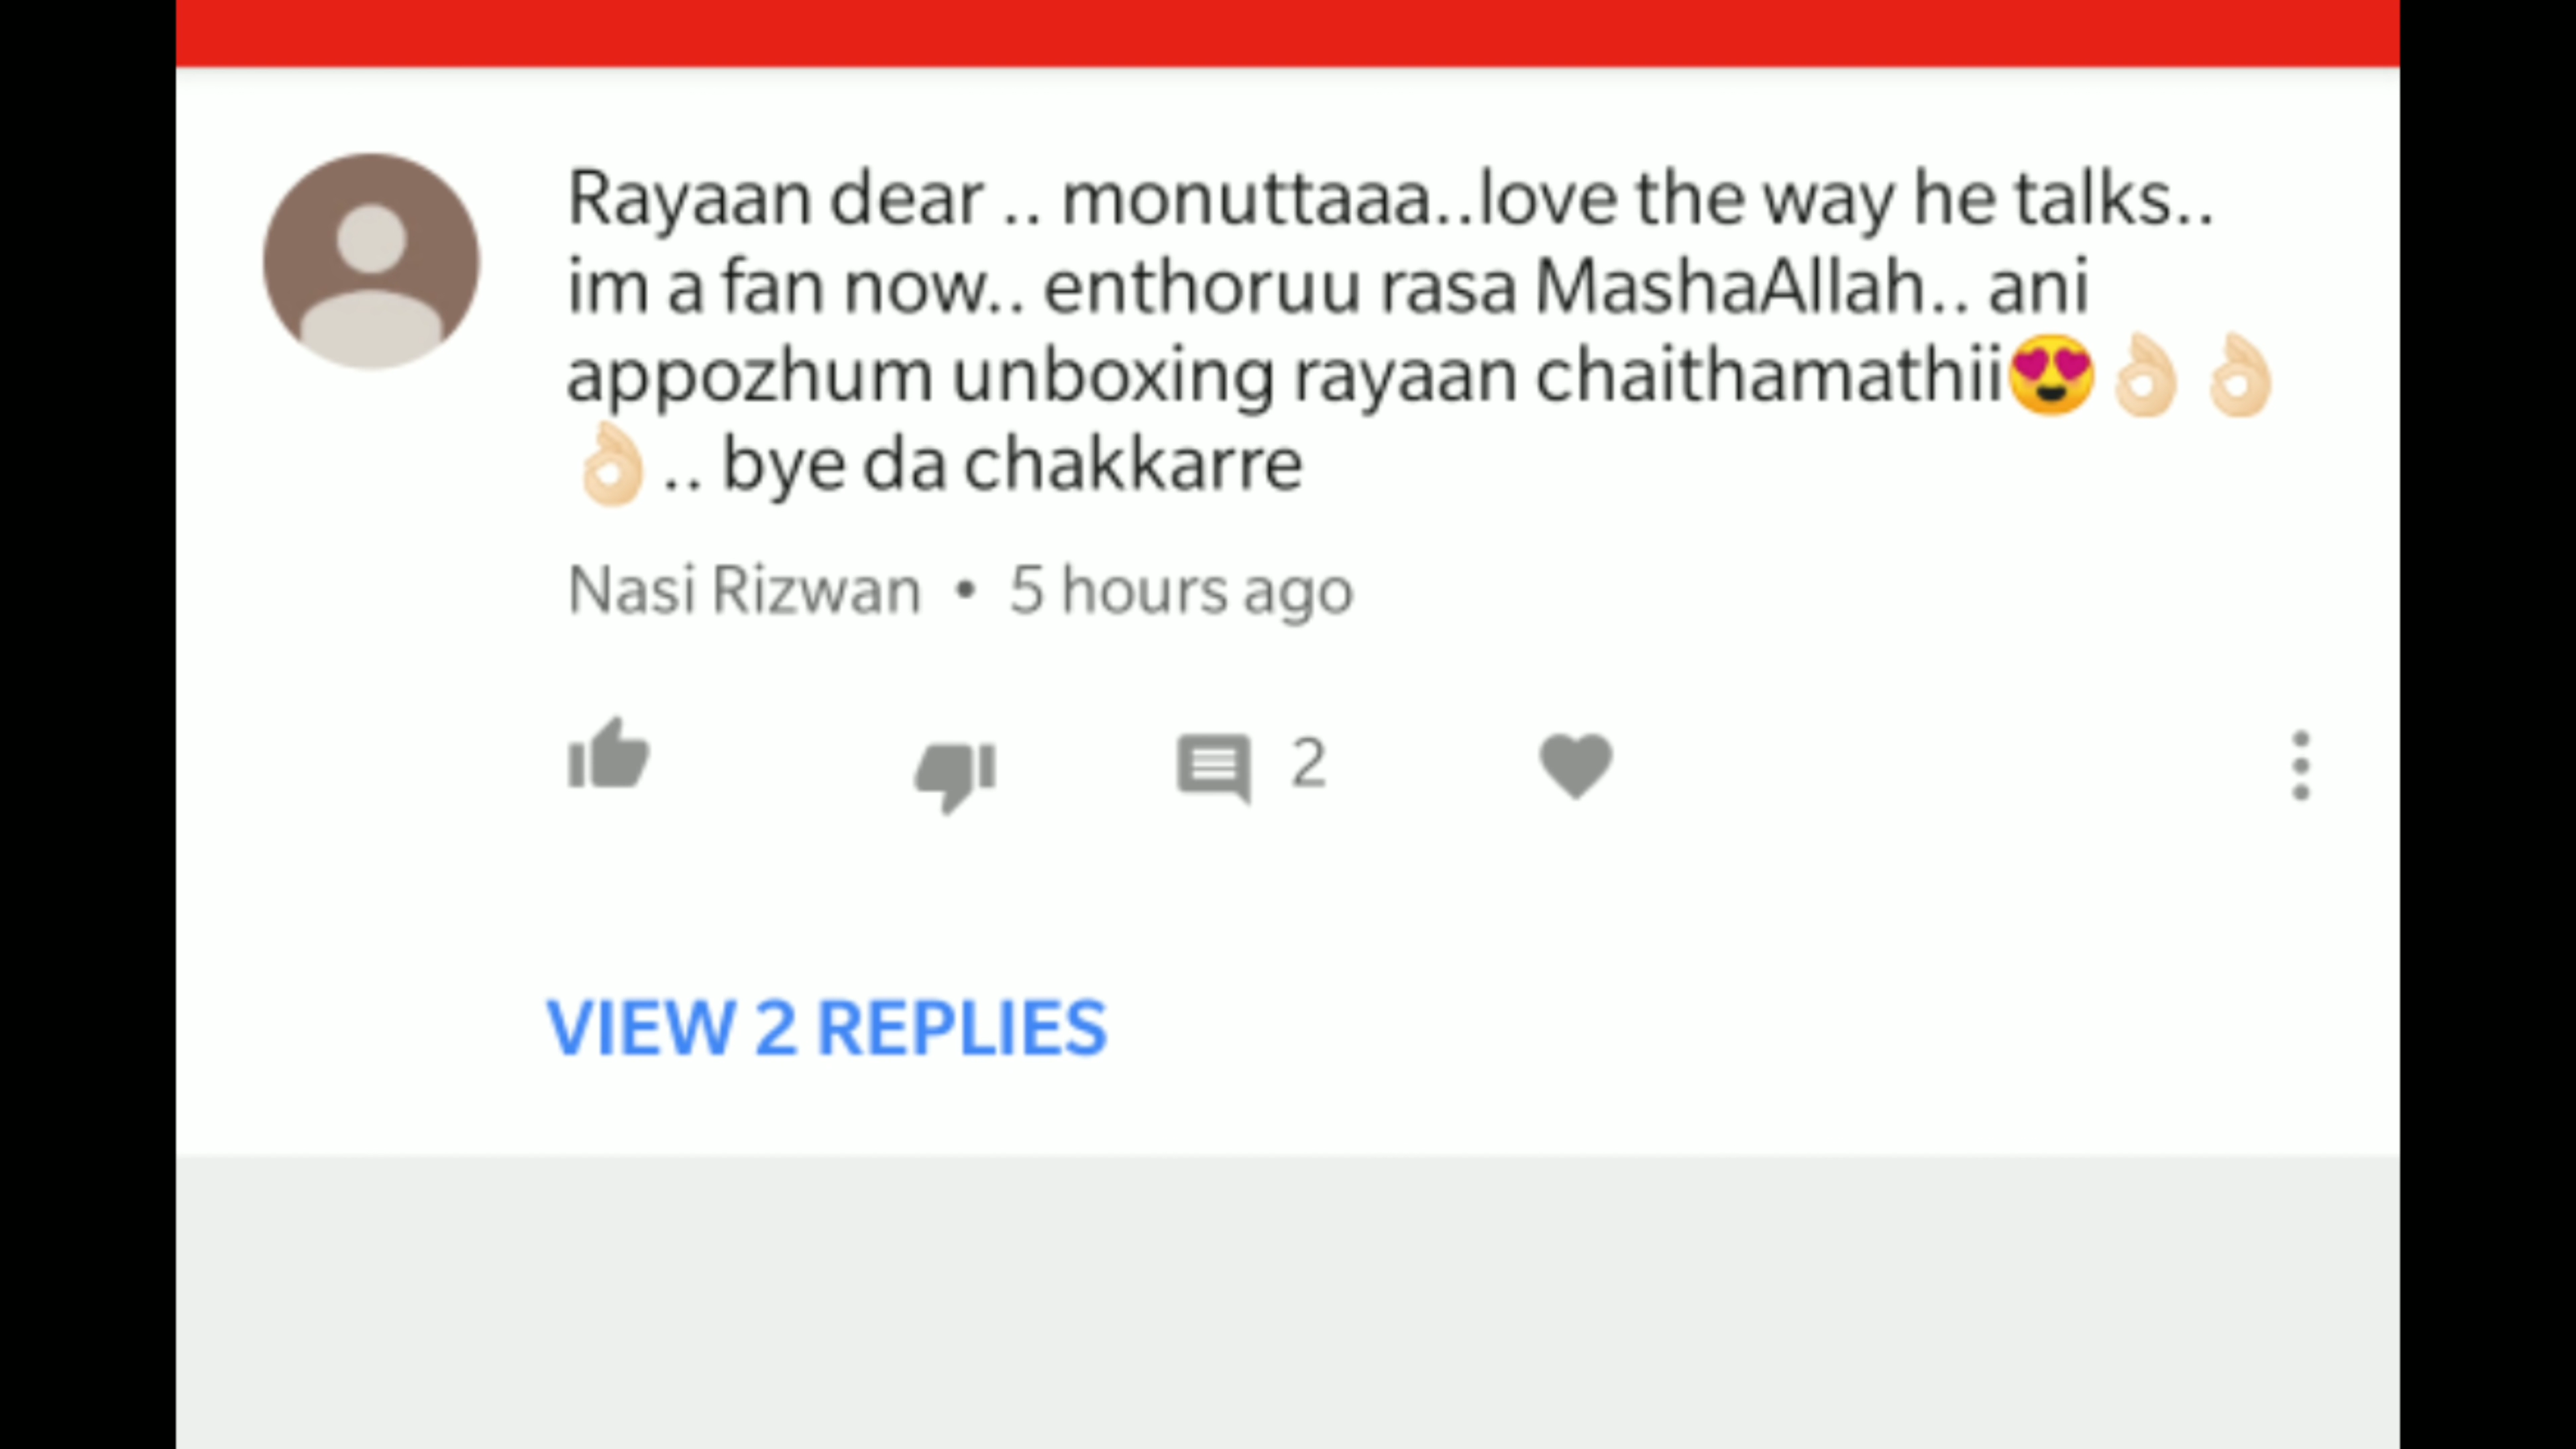 Rayaan dear .. monuttaaa..love the way he talks..
im a fan now.. enthoruu rasa MashaAllah.. ani
appozhum unboxing rayaan chaithamathii😍👌🏻👌🏻
👌🏻.. bye da chakkarre
Nasi Rizwan • 5 hours ago
2
VIEW 2 REPLIES